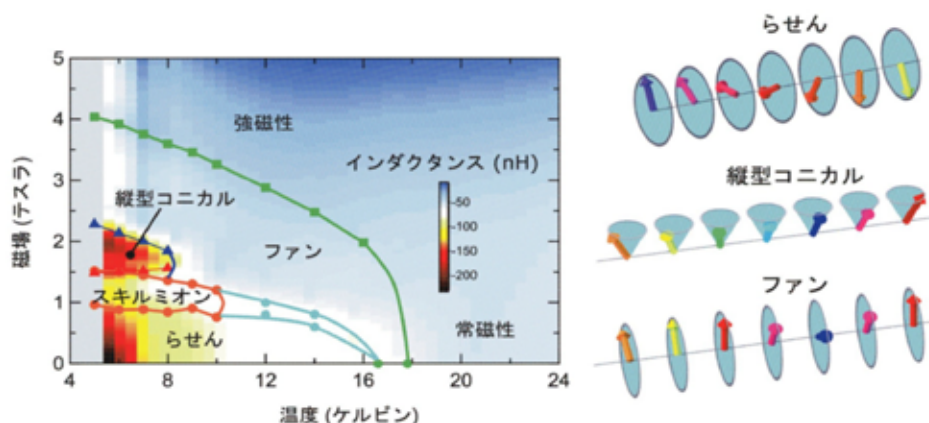 らせん
縦型コニカル
ファン
5
4
3
2
1
0
磁場 (テスラ)
強磁性
インダクタンス (nH)
-50
-100
-150
-200
縦型コニカル
ファン
スキルミオン
らせん
常磁性
4
8
12
16
20
24
温度 (ケルビン)